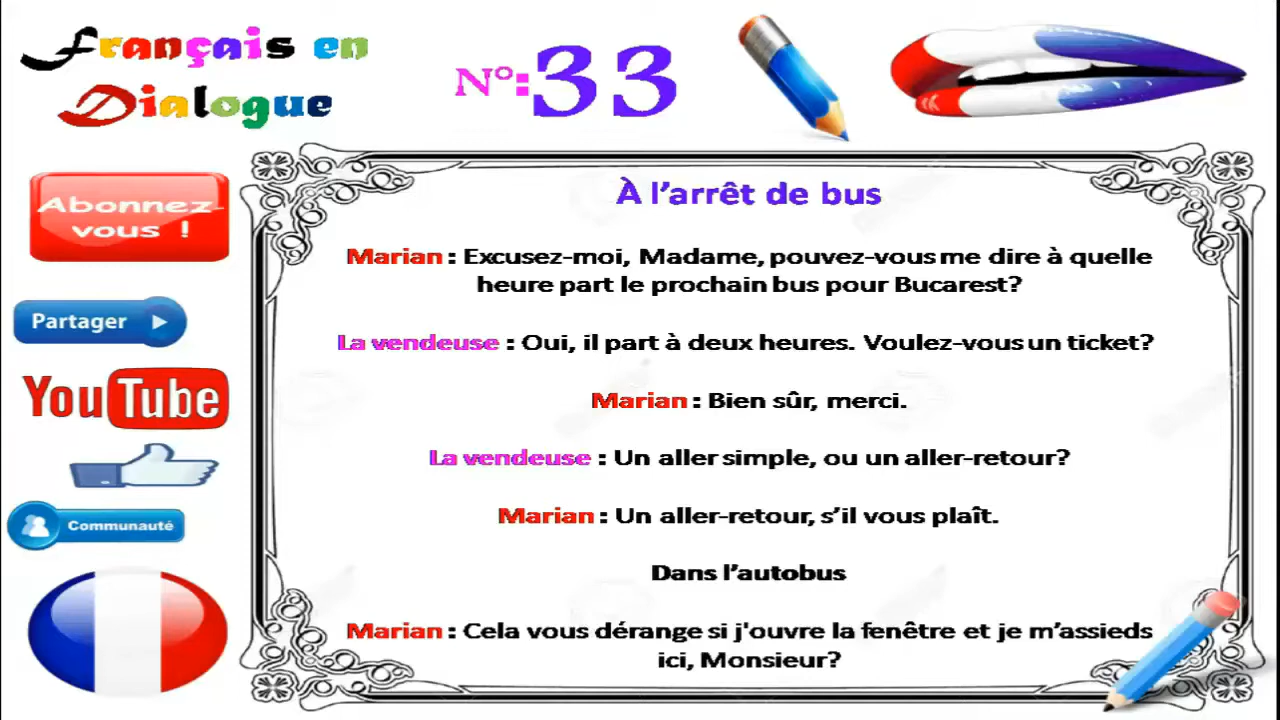 Français en
Dialogue
N°:33
Abonnez-
vous !
Partager
YouTube
Communauté
À l’arrêt de bus
Marian : Excusez-moi, Madame, pouvez-vous me dire à quelle
heure part le prochain bus pour Bucarest?
La vendeuse : Oui, il part à deux heures. Voulez-vous un ticket?
Marian : Bien sûr, merci.
La vendeuse : Un aller simple, ou un aller-retour?
Marian : Un aller-retour, s’il vous plaît.
Dans l’autobus
Marian : Cela vous dérange si j'ouvre la fenêtre et je m’assieds
ici, Monsieur?